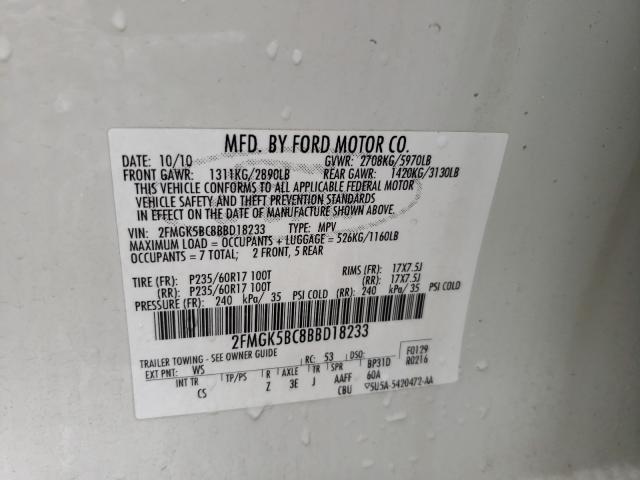 MFD. BY FORD MOTOR CO.
DATE: 10/10 GVWR: 2708KG/5970LB
FRONT GAWR: 1311KG/2890LB REAR GAWR: 1420KG/3130LB
THIS VEHICLE CONFORMS TO ALL APPLICABLE FEDERAL MOTOR
VEHICLE SAFETY AND THEFT PREVENTION STANDARDS
IN EFFECT ON THE DATE OF MANUFACTURE SHOWN ABOVE.
VIN: 2FMGK5BC8BBD18233 TYPE: MPV
MAXIMUM LOAD = OCCUPANTS + LUGGAGE = 526KG/1160LB
OCCUPANTS = 7 TOTAL; 2 FRONT, 5 REAR
TIRE (FR): P235/60R17 100T RIMS (FR): 17X7.5J
(RR): P235/60R17 100T (RR): 17X7.5J
PRESSURE (FR): 240 kPa/ 35 PSI COLD (RR): 240 kPa/ 35 PSI COLD
2FMGK5BC8BBD18233
TRAILER TOWING - SEE OWNER GUIDE
EXT PNT: WS RC: 53 DSO: F0129
INT TR TP/PS R AXLE TR SPR BP31D R0216
CS Z 3E J AAFF 60A
CBU 5U5A-5420472-AA